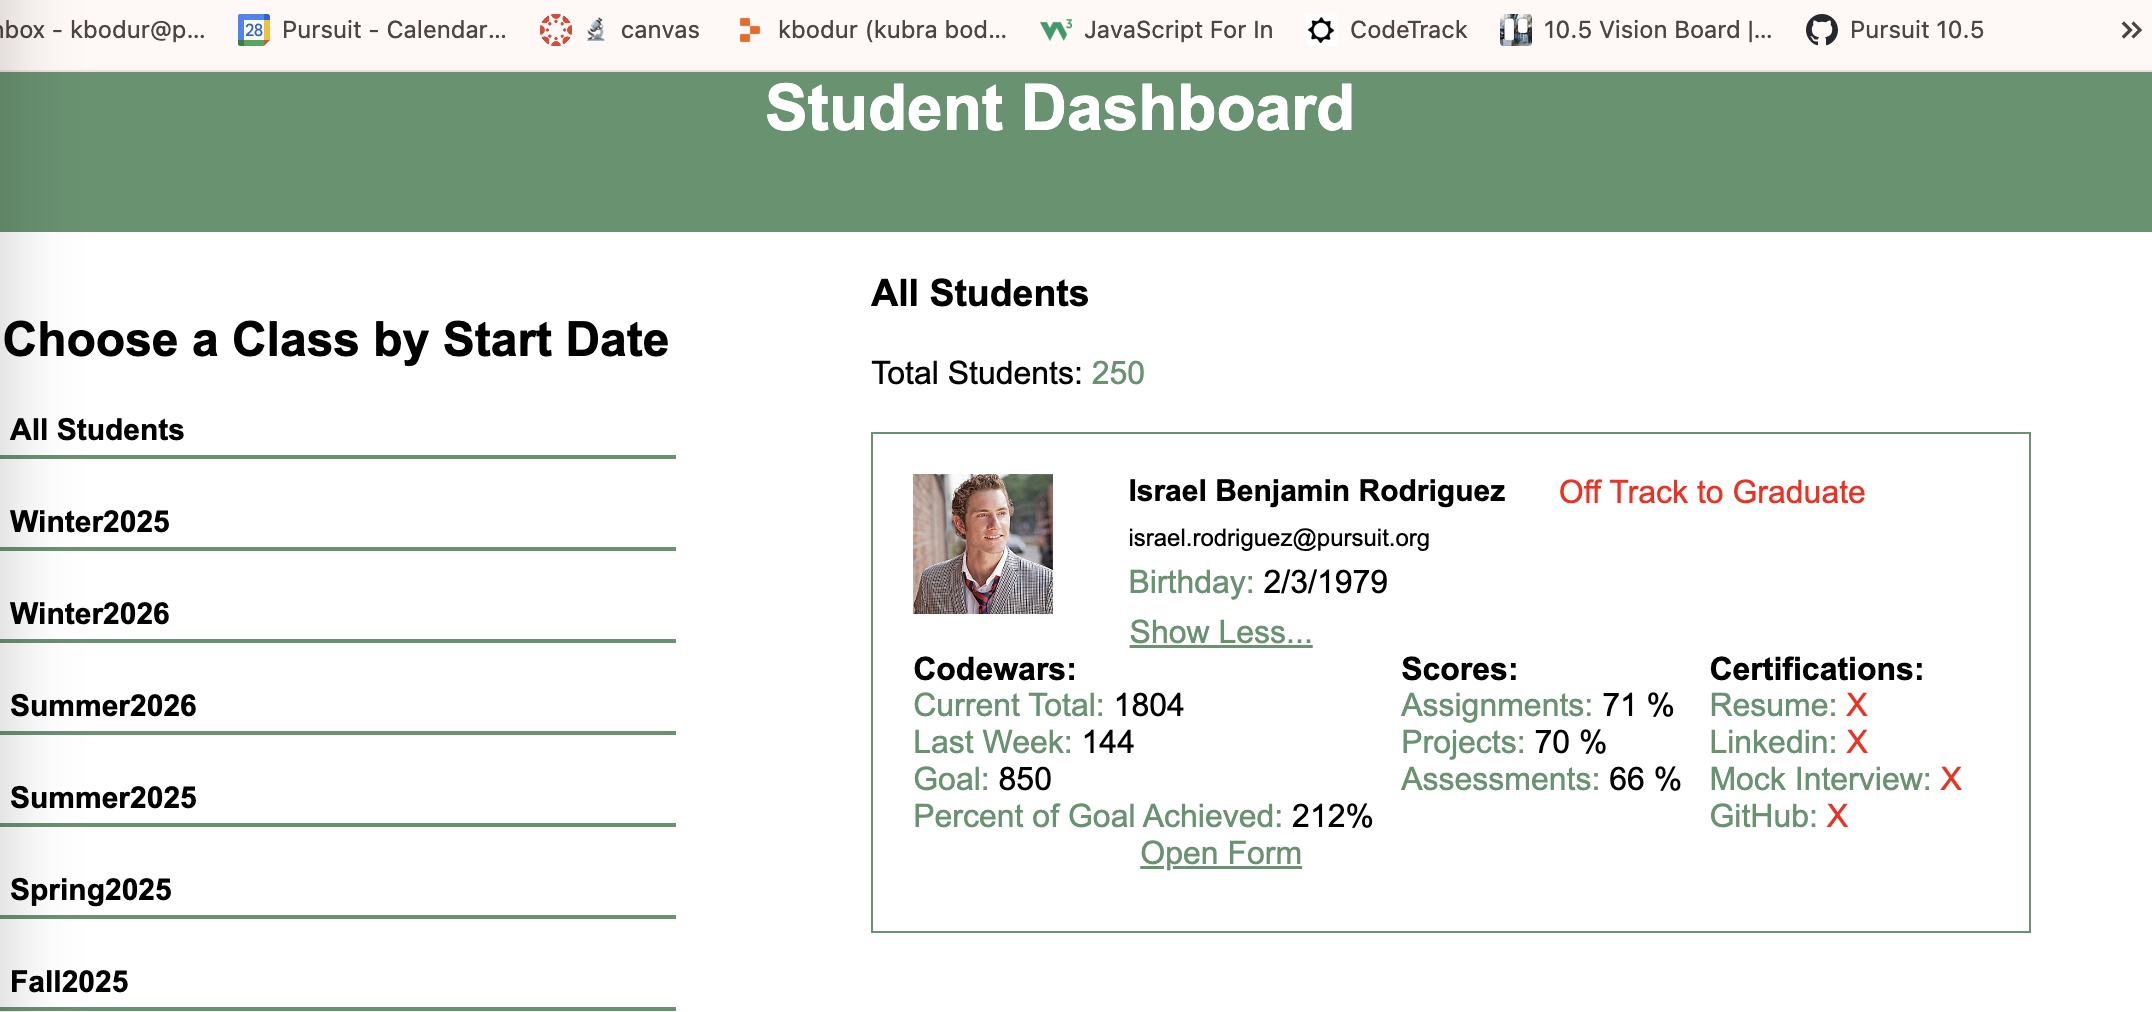 nbox - kbodur@p...
28 Pursuit - Calendar...
canvas
kbodur (kubra bod...
W3 JavaScript For In
CodeTrack
10.5 Vision Board |...
Pursuit 10.5
»
Student Dashboard
Choose a Class by Start Date
All Students
Winter2025
Winter2026
Summer2026
Summer2025
Spring2025
Fall2025
All Students
Total Students: 250
Israel Benjamin Rodriguez
Off Track to Graduate
israel.rodriguez@pursuit.org
Birthday: 2/3/1979
Show Less...
Codewars:
Current Total: 1804
Last Week: 144
Goal: 850
Percent of Goal Achieved: 212%
Scores:
Assignments: 71 %
Projects: 70 %
Assessments: 66 %
Certifications:
Resume: X
Linkedin: X
Mock Interview: X
GitHub: X
Open Form